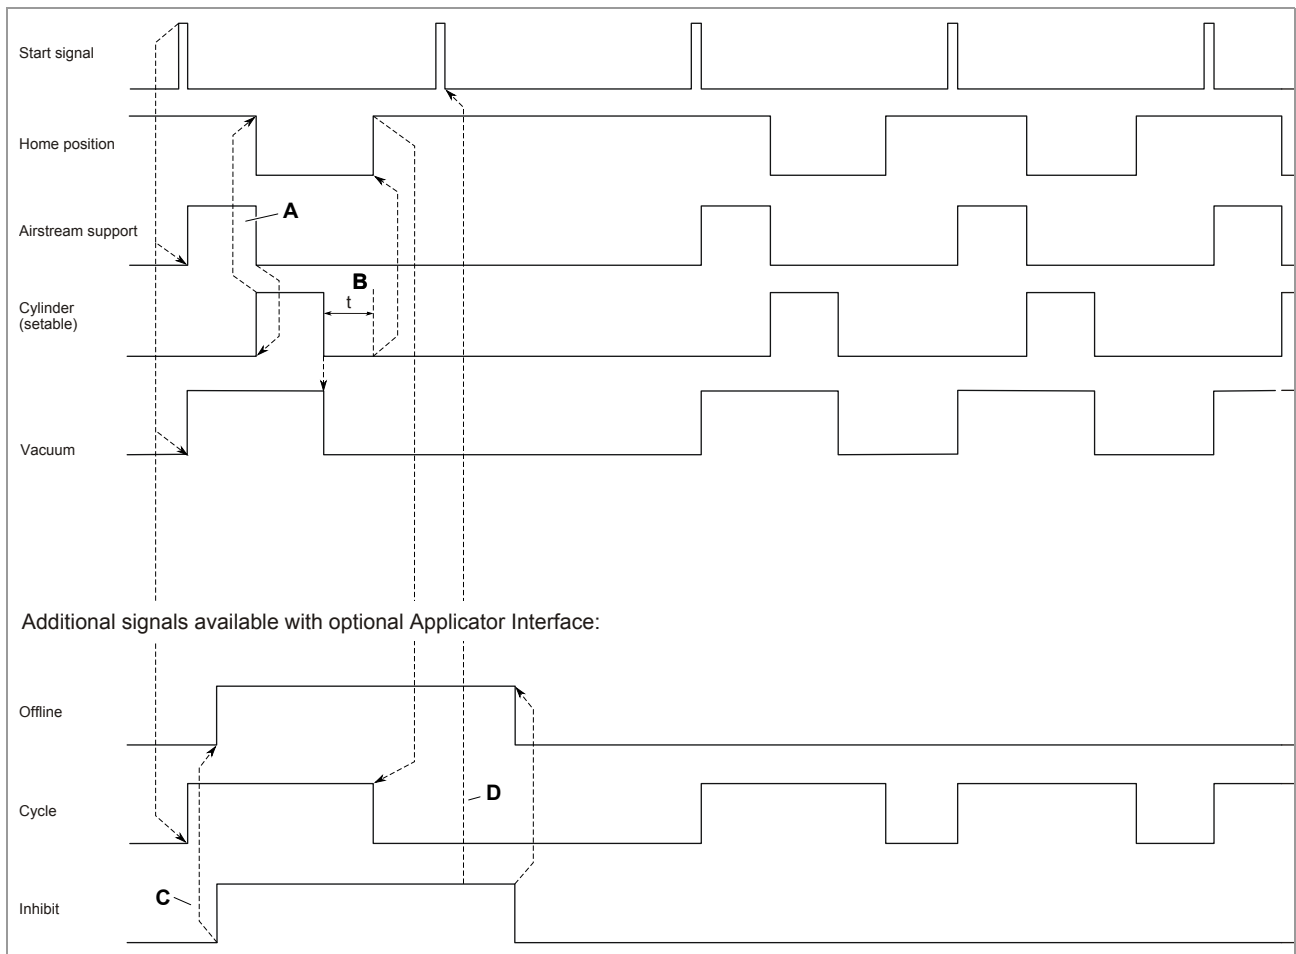 Start signal
Home position
A
Airstream support
B
t
Cylinder
(setable)
Vacuum
Additional signals available with optional Applicator Interface:
Offline
D
Cycle
C
Inhibit